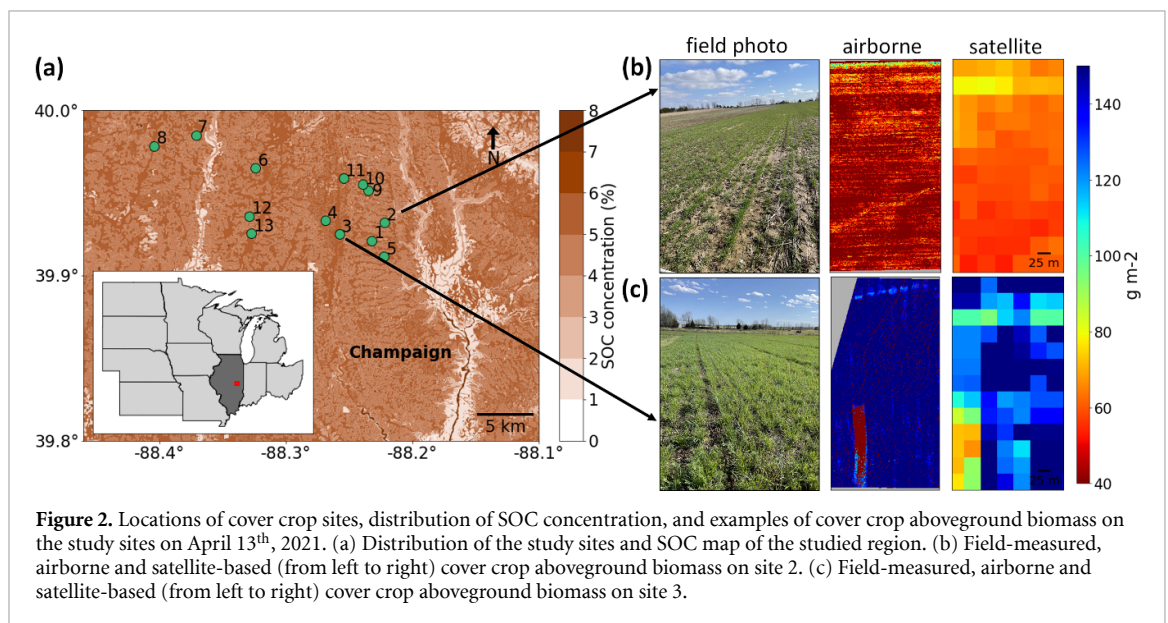 field photo airborne satellite
(a)
(b)
40.0°
39.9°
39.8°
-88.4° -88.3° -88.2° -88.1°
8
7
6
11
10
9
12
13
4
3
2
1
5
N
Champaign
5 km
8
7
6
5
4
3
2
1
0
SOC concentration (%)
25 m
(c)
25 m
140
120
100
80
60
40
g m-2
Figure 2. Locations of cover crop sites, distribution of SOC concentration, and examples of cover crop aboveground biomass on
the study sites on April 13th, 2021. (a) Distribution of the study sites and SOC map of the studied region. (b) Field-measured,
airborne and satellite-based (from left to right) cover crop aboveground biomass on site 2. (c) Field-measured, airborne and
satellite-based (from left to right) cover crop aboveground biomass on site 3.